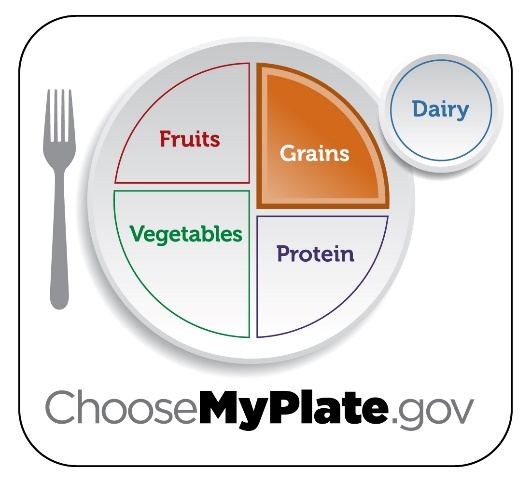 Fruits
Grains
Dairy
Vegetables
Protein
ChooseMyPlate.gov